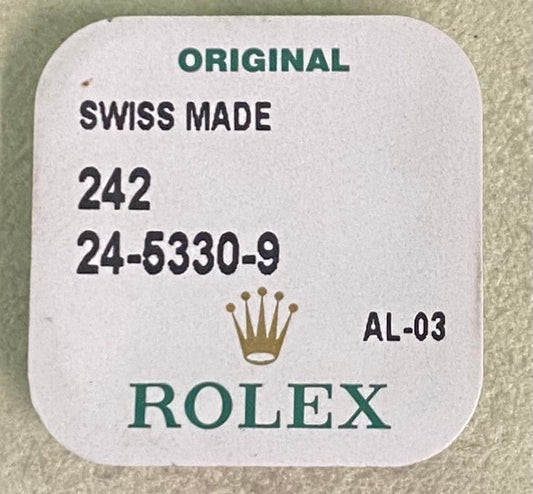 ORIGINAL
SWISS MADE
242
24-5330-9
AL-03
ROLEX